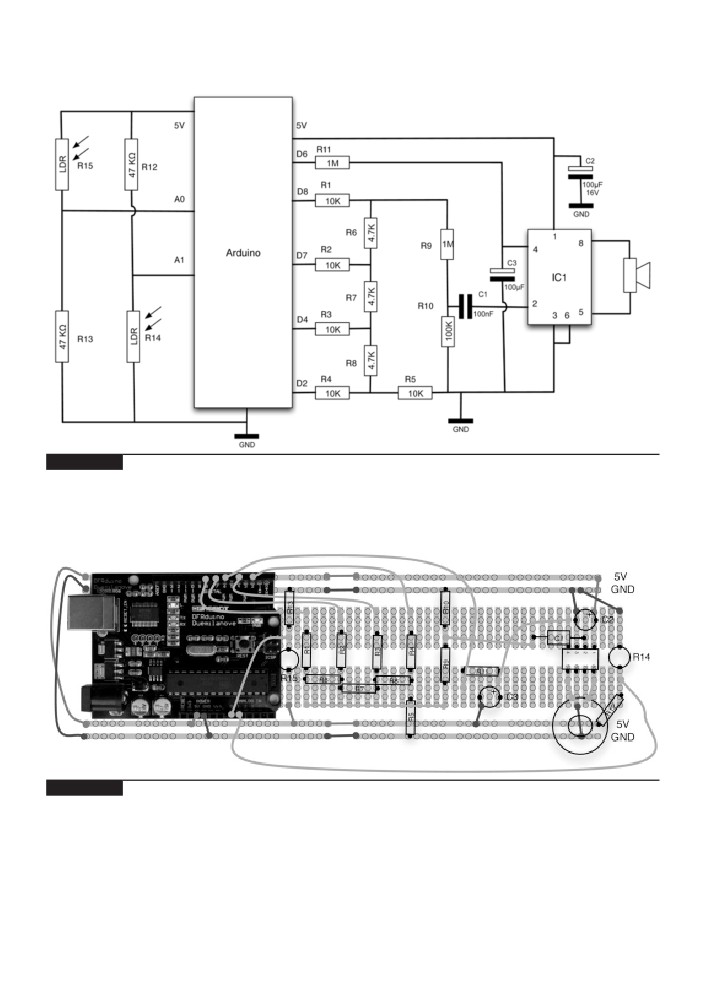 5V 5V
D6 R11
1M
C2
100µF
16V
GND
LDR
R15
47 KΩ
R12
D8 R1
10K
A0
R6
4.7K
R9
1M
1
4 8
IC1
Arduino
D7 R2
10K
A1
C3
100µF
C1
100nF
2
3 6 5
R7
4.7K
R10
100K
47 KΩ
R13
LDR
R14
D4 R3
10K
R8
4.7K
D2 R4
10K
R5
10K
GND
GND
5V
GND
DFRduino
Duemilanove
C2
R14
R15
C3
5V
GND